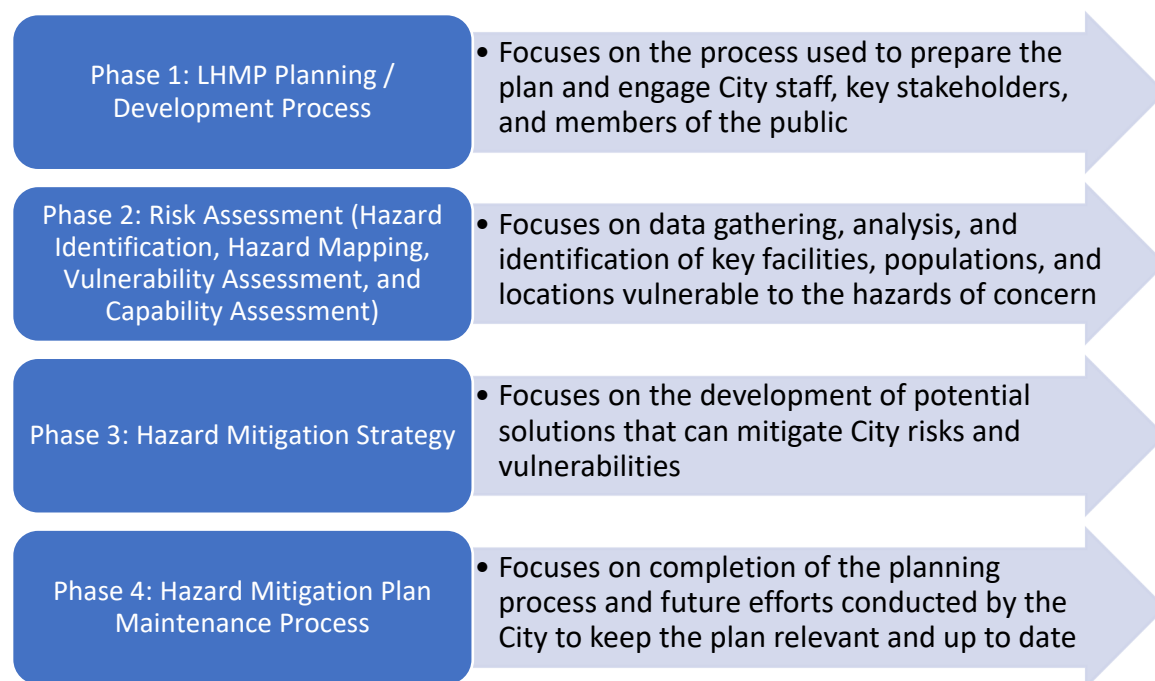 Phase 1: LHMP Planning /
Development Process
• Focuses on the process used to prepare the
plan and engage City staff, key stakeholders,
and members of the public
Phase 2: Risk Assessment (Hazard
Identification, Hazard Mapping,
Vulnerability Assessment, and
Capability Assessment)
• Focuses on data gathering, analysis, and
identification of key facilities, populations, and
locations vulnerable to the hazards of concern
Phase 3: Hazard Mitigation Strategy
• Focuses on the development of potential
solutions that can mitigate City risks and
vulnerabilities
Phase 4: Hazard Mitigation Plan
Maintenance Process
• Focuses on completion of the planning
process and future efforts conducted by the
City to keep the plan relevant and up to date